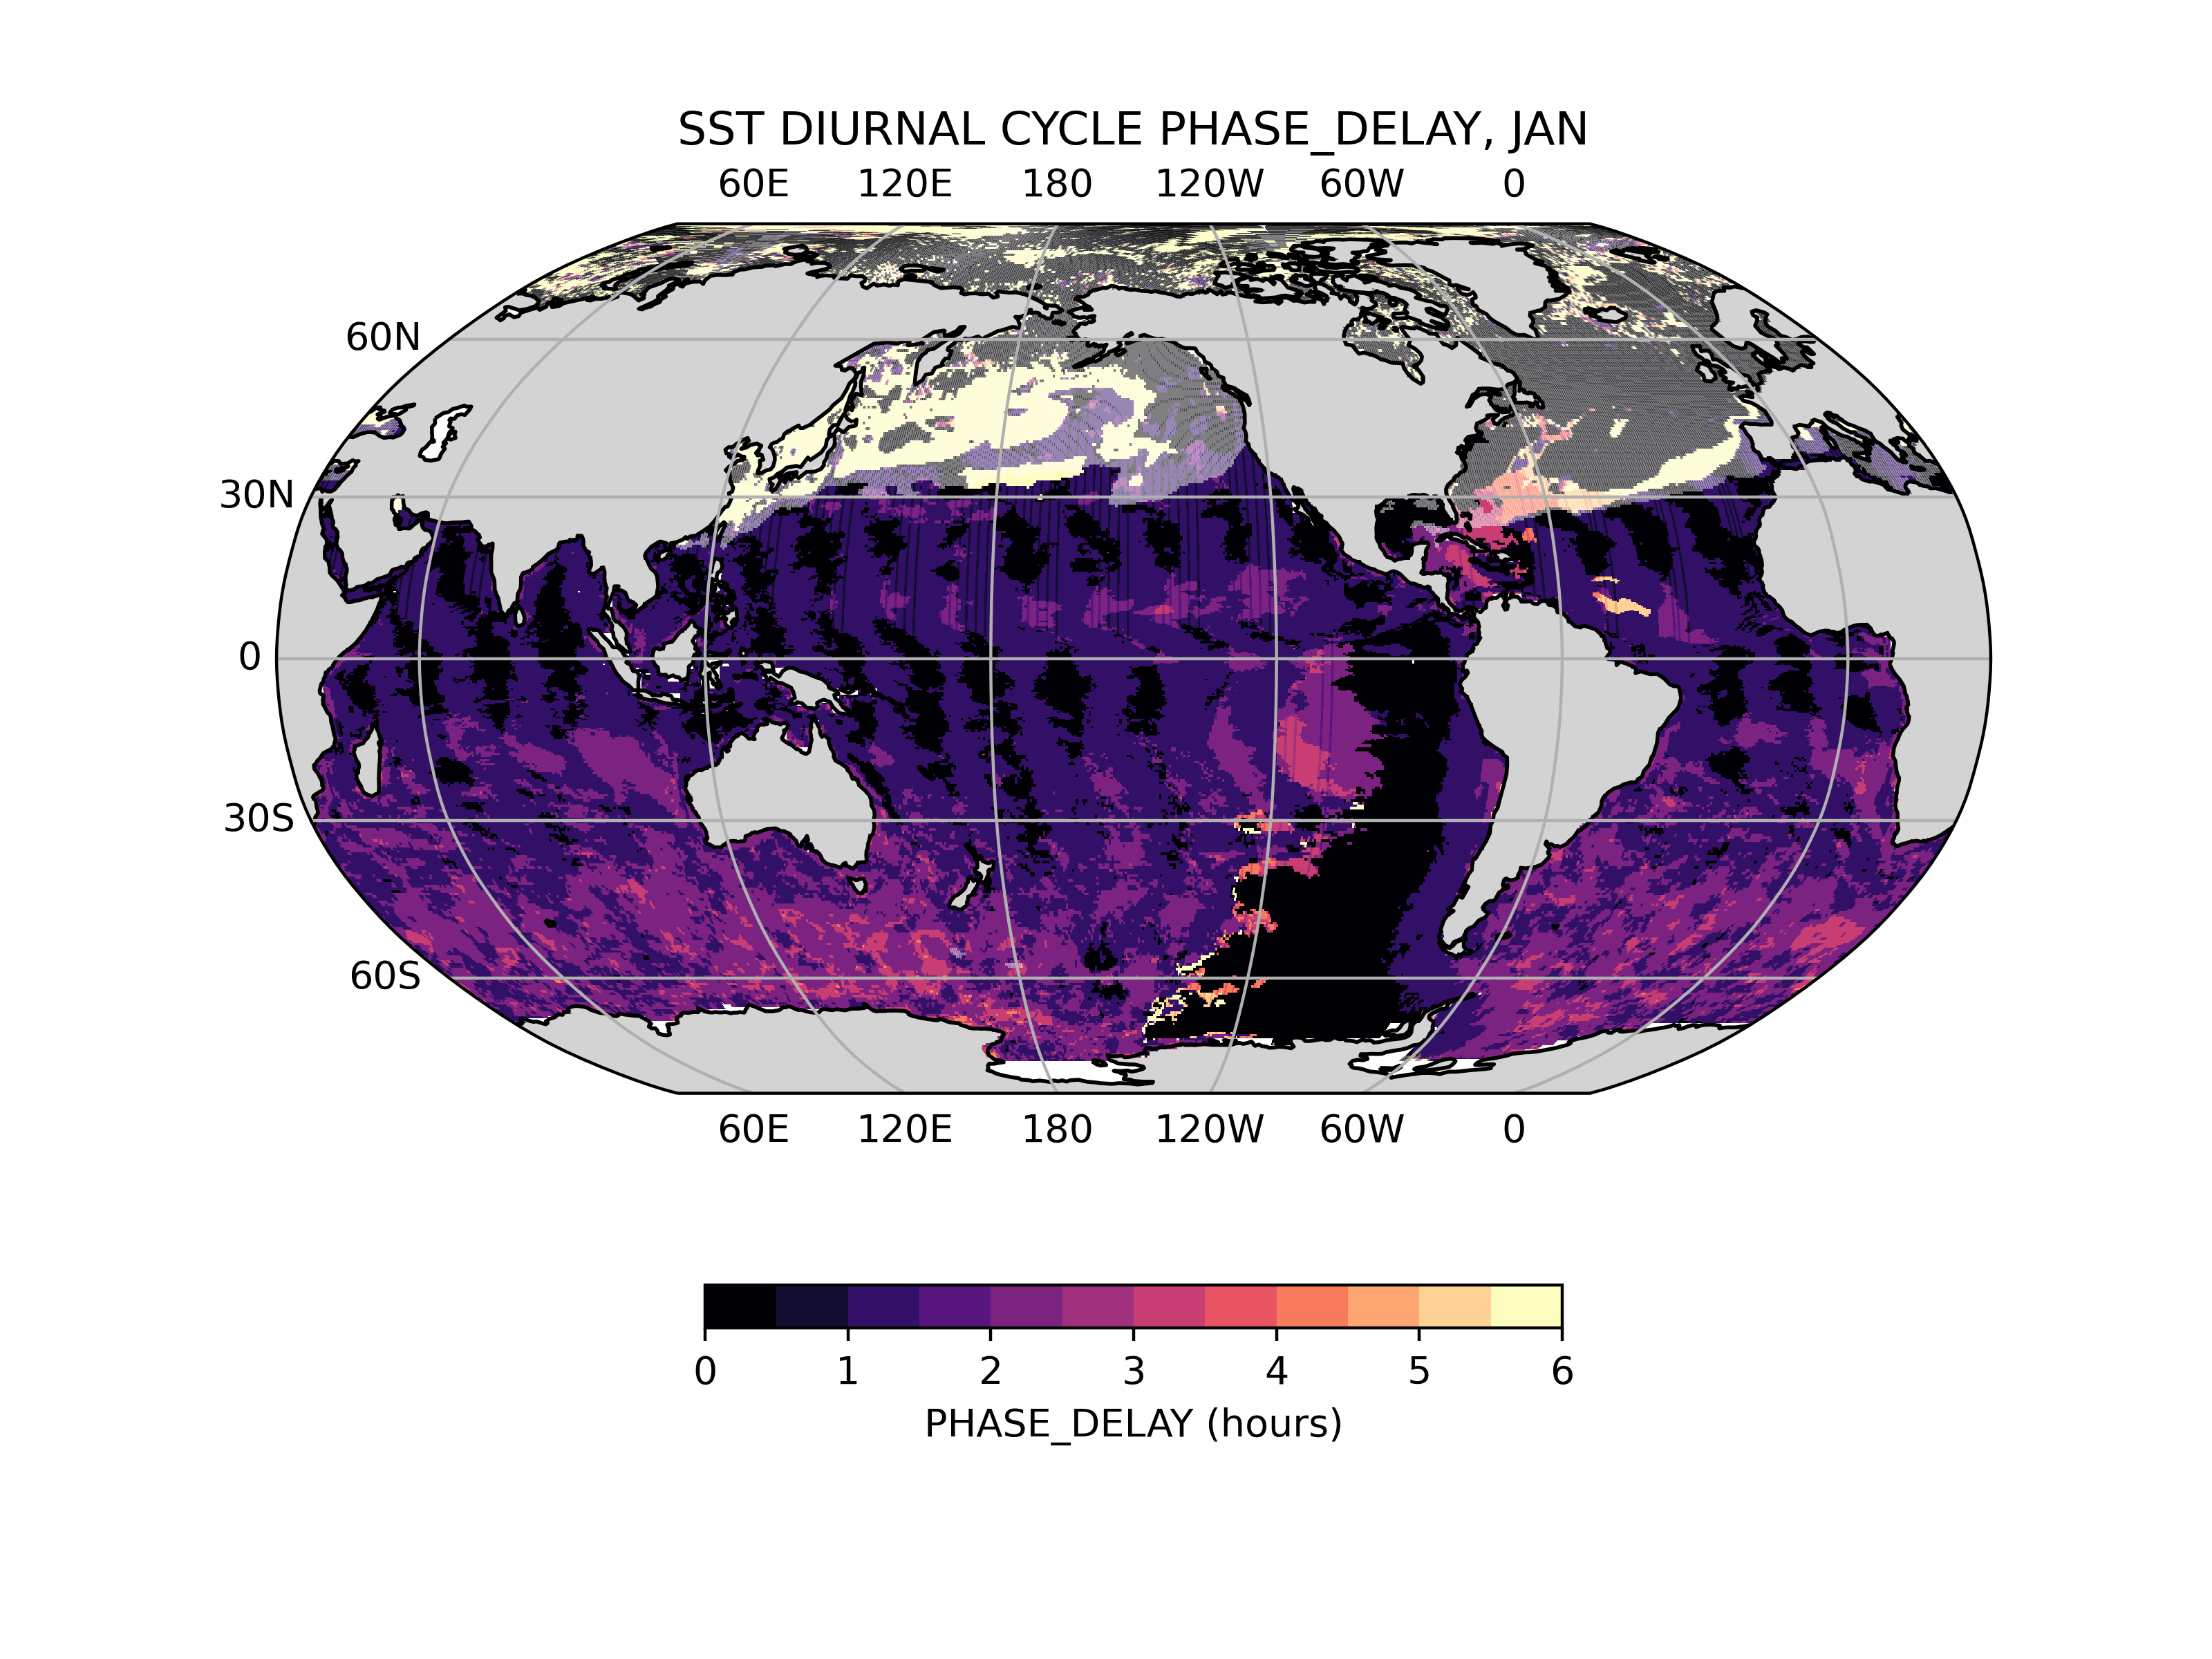 SST DIURNAL CYCLE PHASE_DELAY, JAN
60E 120E 180 120W 60W 0
60N
30N
0
30S
60S
60E 120E 180 120W 60W 0
0 1 2 3 4 5 6
PHASE_DELAY (hours)